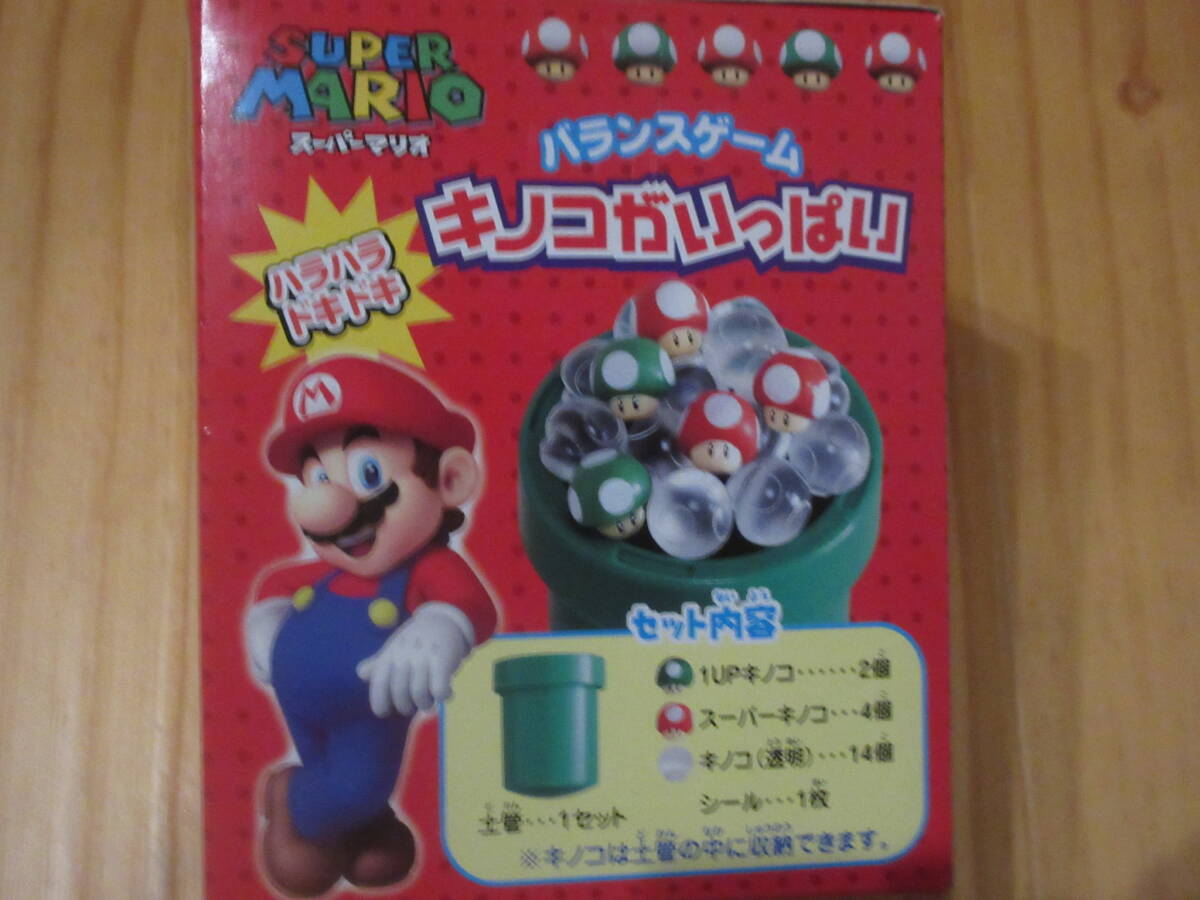 SUPER
MARIO
スーパーマリオ
バランスゲーム
キノコがいっぱい
ハラハラ
ドキドキ
M
セット内容
1UPキノコ······2個
スーパーキノコ···4個
キノコ(透明)···14個
シール···1枚
土管···1セット
※キノコは土管の中に収納できます。